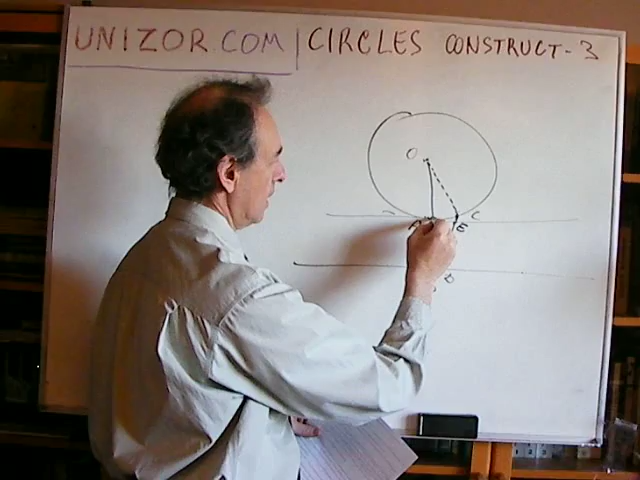 UNIZOR.COM | CIRCLES CONSTRUCT-3
O
A E C
B